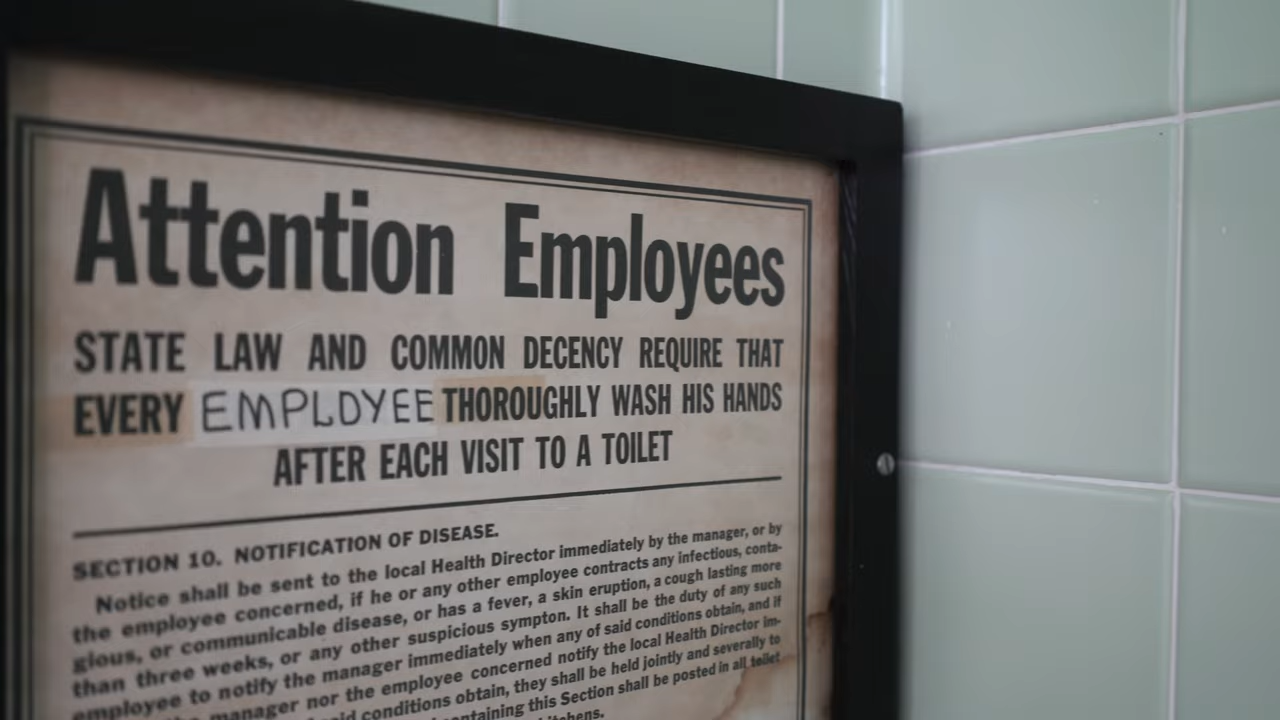 Attention Employees
STATE LAW AND COMMON DECENCY REQUIRE THAT
EVERY EMPLOYEE THOROUGHLY WASH HIS HANDS
AFTER EACH VISIT TO A TOILET
SECTION 10. NOTIFICATION OF DISEASE.
Notice shall be sent to the local Health Director immediately by the manager, or by
the employee concerned, if he or any other employee contracts any infectious, conta-
gious, or communicable disease, or has a fever, a skin eruption, a cough lasting more
than three weeks, or any other suspicious sympton. It shall be the duty of any such
employee to notify the manager immediately when any of said conditions obtain, and if
manager nor the employee concerned notify the local Health Director im-
said conditions obtain, they shall be held jointly and severally to
containing this Section shall be posted in all toilet